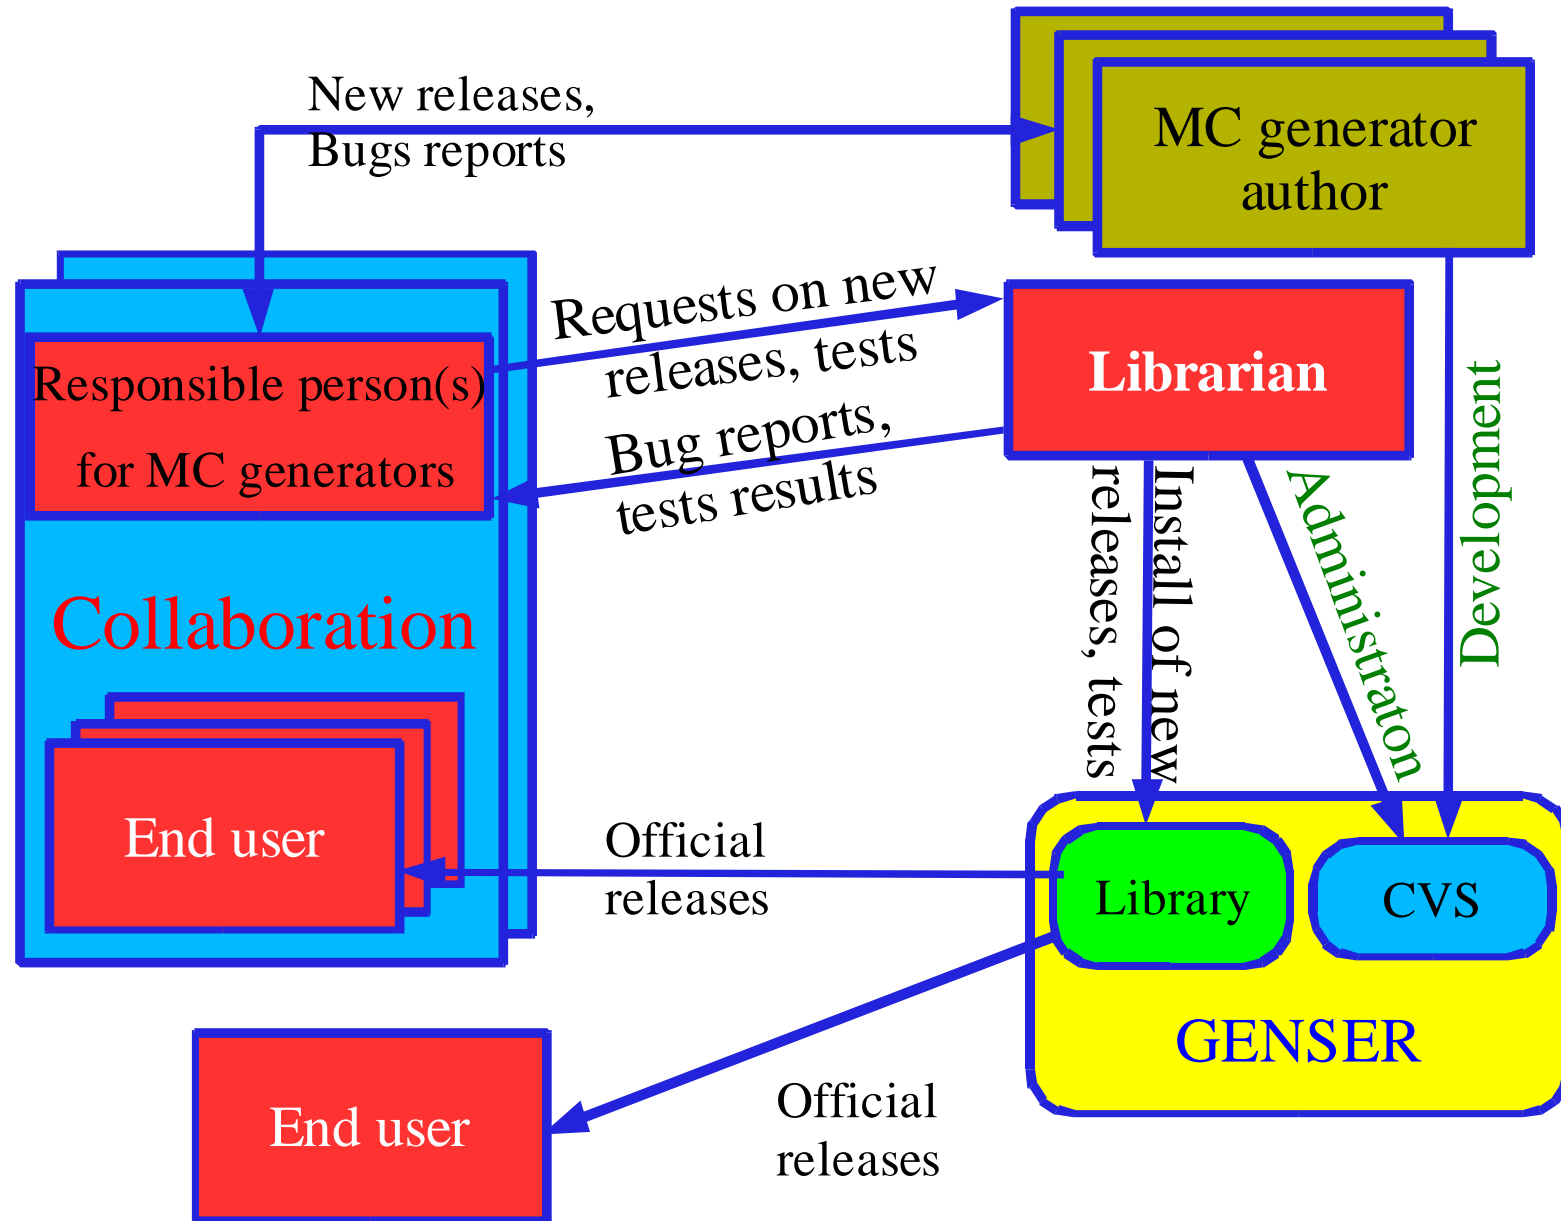 New releases,
Bugs reports
MC generator
author
Requests on new
releases, tests
Librarian
Responsible person(s)
for MC generators
Bug reports,
tests results
Install of new
releases, tests
Administraton
Development
Collaboration
End user
Official
releases
Library
CVS
GENSER
End user
Official
releases